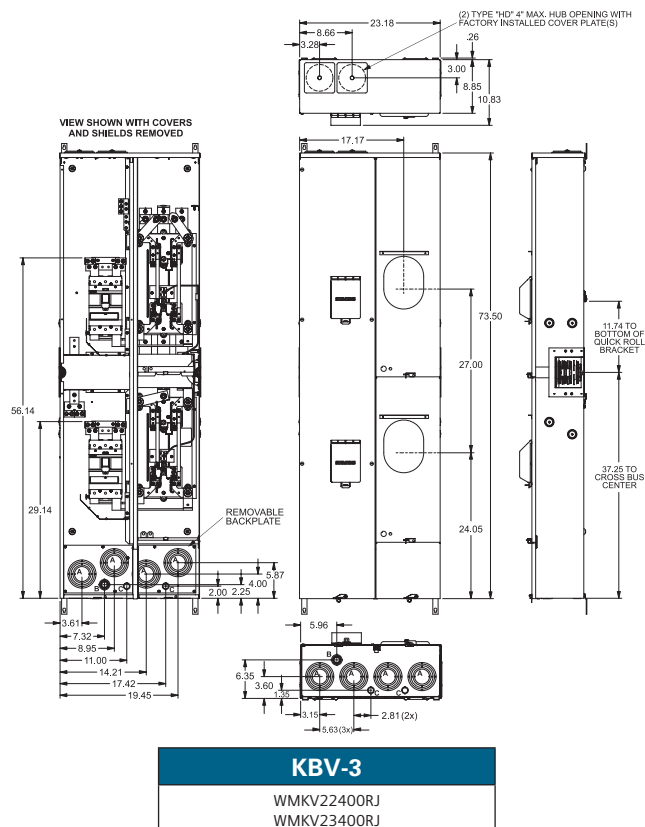 23.18
(2) TYPE "HD" 4" MAX. HUB OPENING WITH
FACTORY INSTALLED COVER PLATE(S)
8.66
.26
3.28
3.00
8.85
10.83
VIEW SHOWN WITH COVERS
AND SHIELDS REMOVED
17.17
73.50
11.74 TO
BOTTOM OF
QUICK ROLL
BRACKET
27.00
56.14
37.25 TO
CROSS BUS
CENTER
29.14
24.05
REMOVABLE
BACKPLATE
A
A
A
A
B
C
C
5.87
4.00
2.00
2.25
3.61
7.32
8.95
11.00
14.21
17.42
19.45
5.96
B
A
A
A
A
C
C
6.35
3.60
1.35
3.15
2.81(2x)
5.63(3x)
KBV-3
WMKV22400RJ
WMKV23400RJ